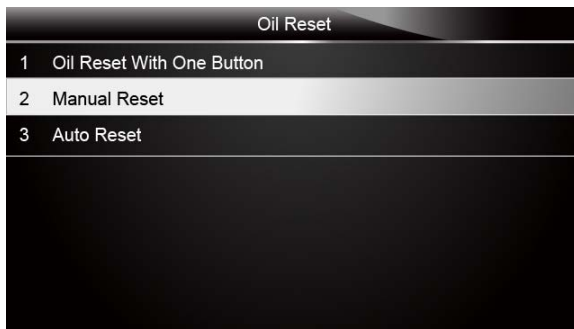 Oil Reset
1 Oil Reset With One Button
2 Manual Reset
3 Auto Reset